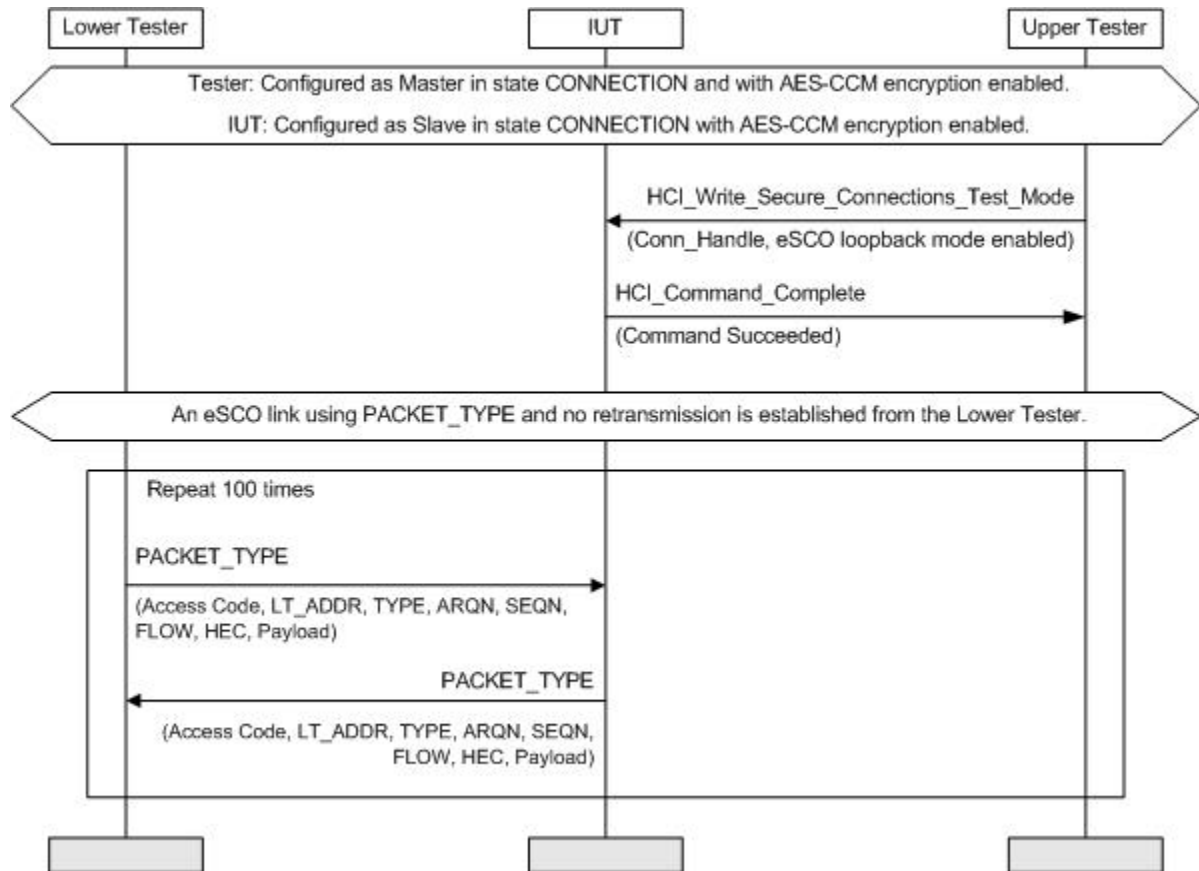 Lower Tester
IUT
Upper Tester
Tester: Configured as Master in state CONNECTION and with AES-CCM encryption enabled.
IUT: Configured as Slave in state CONNECTION with AES-CCM encryption enabled.
HCI_Write_Secure_Connections_Test_Mode
(Conn_Handle, eSCO loopback mode enabled)
HCI_Command_Complete
(Command Succeeded)
An eSCO link using PACKET_TYPE and no retransmission is established from the Lower Tester.
Repeat 100 times
PACKET_TYPE
(Access Code, LT_ADDR, TYPE, ARQN, SEQN,
FLOW, HEC, Payload)
PACKET_TYPE
(Access Code, LT_ADDR, TYPE, ARQN, SEQN,
FLOW, HEC, Payload)